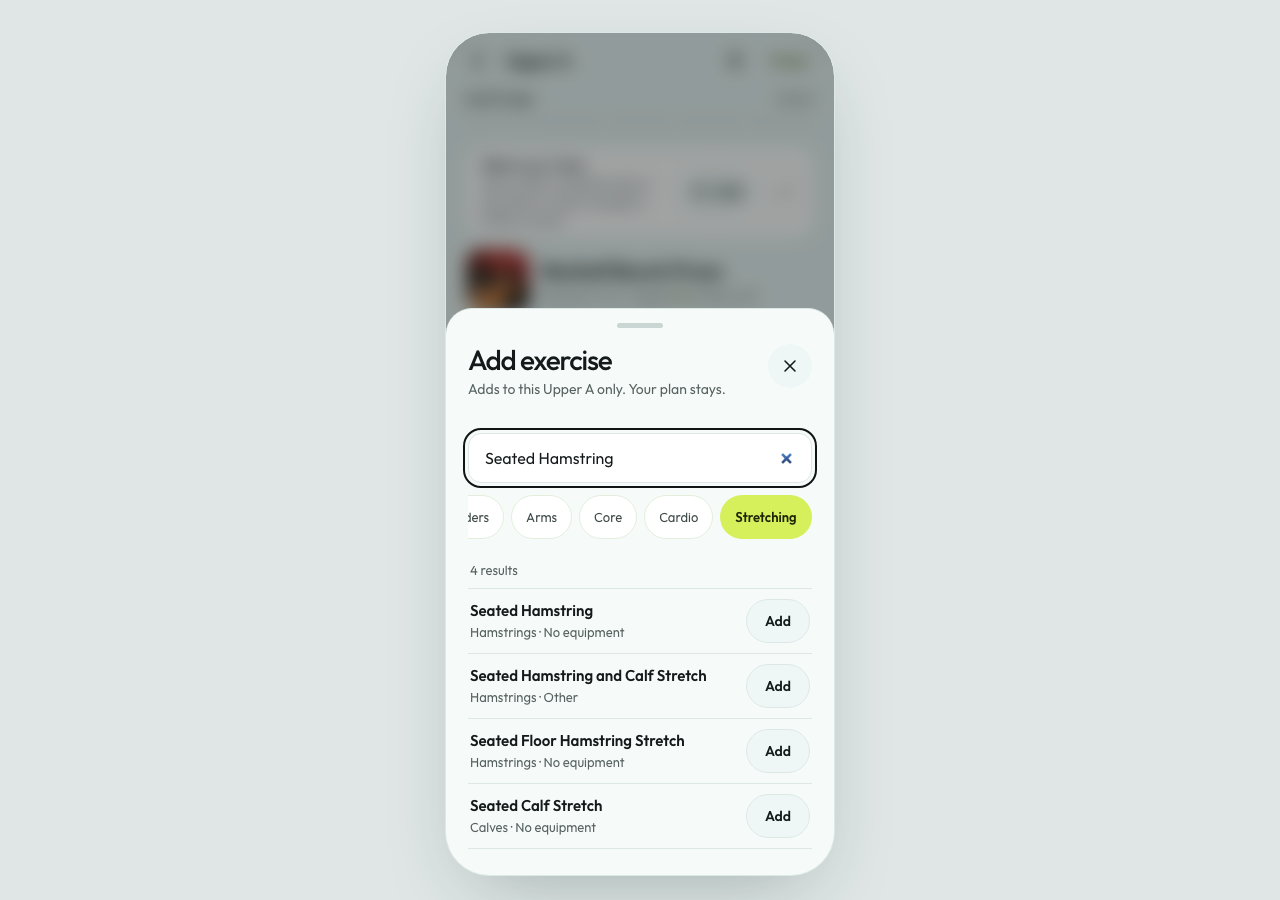 Add exercise
Adds to this Upper A only. Your plan stays.
Seated Hamstring
ders Arms Core Cardio Stretching
4 results
Seated Hamstring
Hamstrings · No equipment
Add
Seated Hamstring and Calf Stretch
Hamstrings · Other
Add
Seated Floor Hamstring Stretch
Hamstrings · No equipment
Add
Seated Calf Stretch
Calves · No equipment
Add